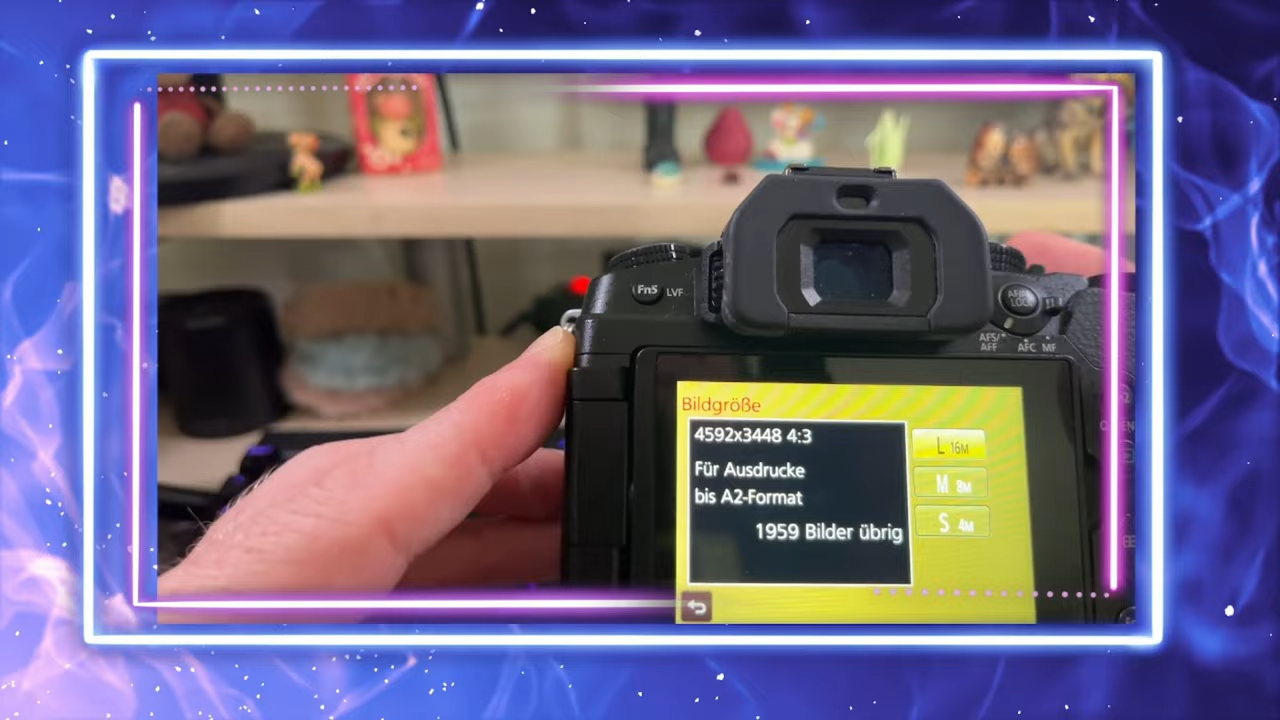 Fn5 LVF
AF/AE
LOCK
AFS/
AFF AFC MF
Bildgröße
4592x3448 4:3
Für Ausdrucke
bis A2-Format
1959 Bilder übrig
L 16M
M 8M
S 4M